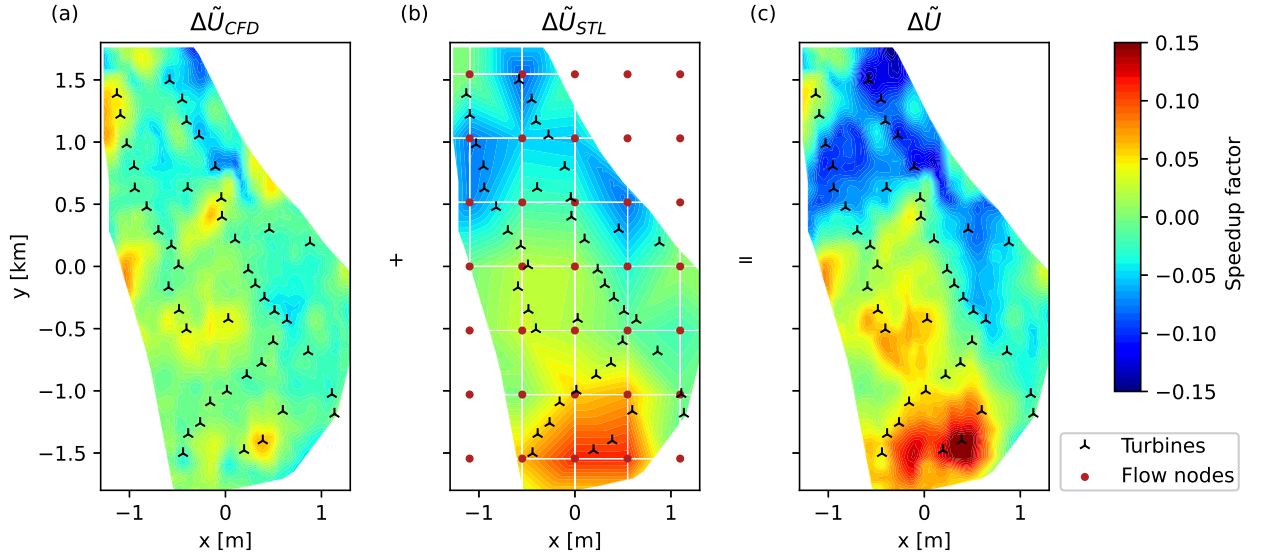 (a) ΔŨ_CFD
(b) ΔŨ_STL
(c) ΔŨ
y [km]
1.5
1.0
0.5
0.0
−0.5
−1.0
−1.5
−1 0 1
x [m]
+
−1 0 1
x [m]
=
−1 0 1
x [m]
0.15
0.10
0.05
0.00
−0.05
−0.10
−0.15
Speedup factor
Turbines
Flow nodes